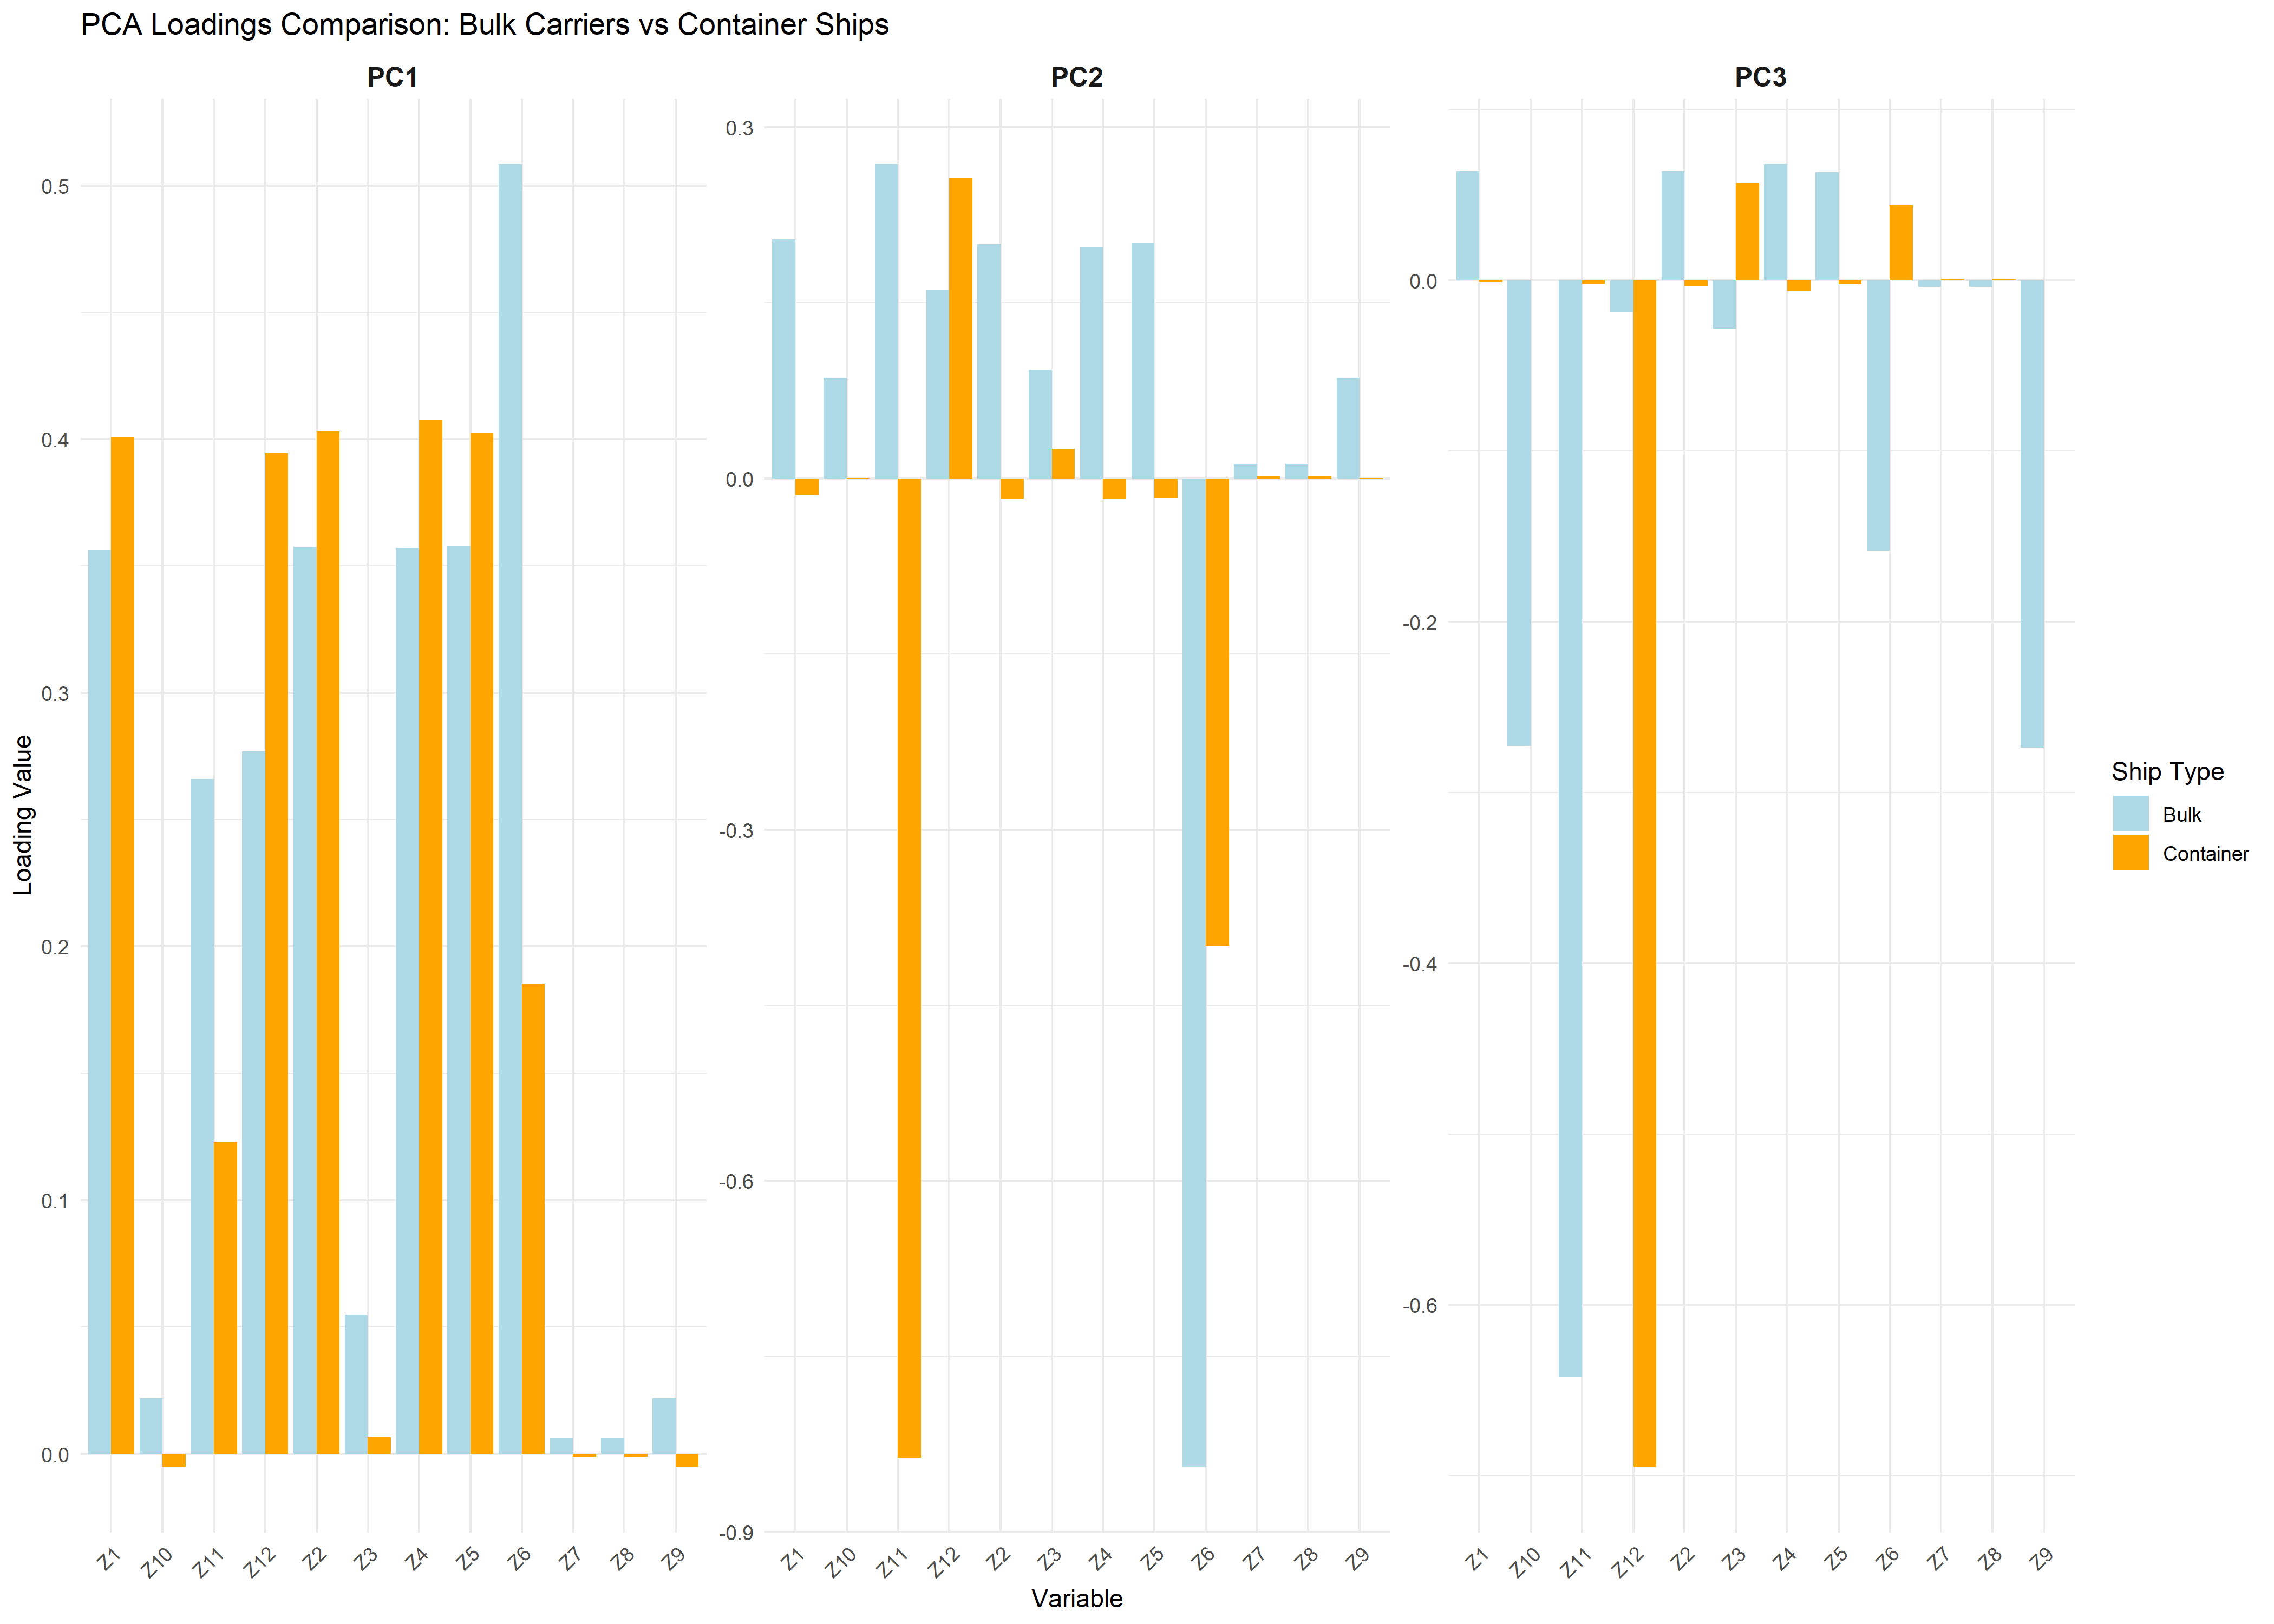 PCA Loadings Comparison: Bulk Carriers vs Container Ships
PC1
PC2
PC3
Loading Value
0.5
0.4
0.3
0.2
0.1
0.0
0.3
0.0
-0.3
-0.6
-0.9
0.0
-0.2
-0.4
-0.6
Z1 Z10 Z11 Z12 Z2 Z3 Z4 Z5 Z6 Z7 Z8 Z9
Z1 Z10 Z11 Z12 Z2 Z3 Z4 Z5 Z6 Z7 Z8 Z9
Z1 Z10 Z11 Z12 Z2 Z3 Z4 Z5 Z6 Z7 Z8 Z9
Variable
Ship Type
Bulk
Container